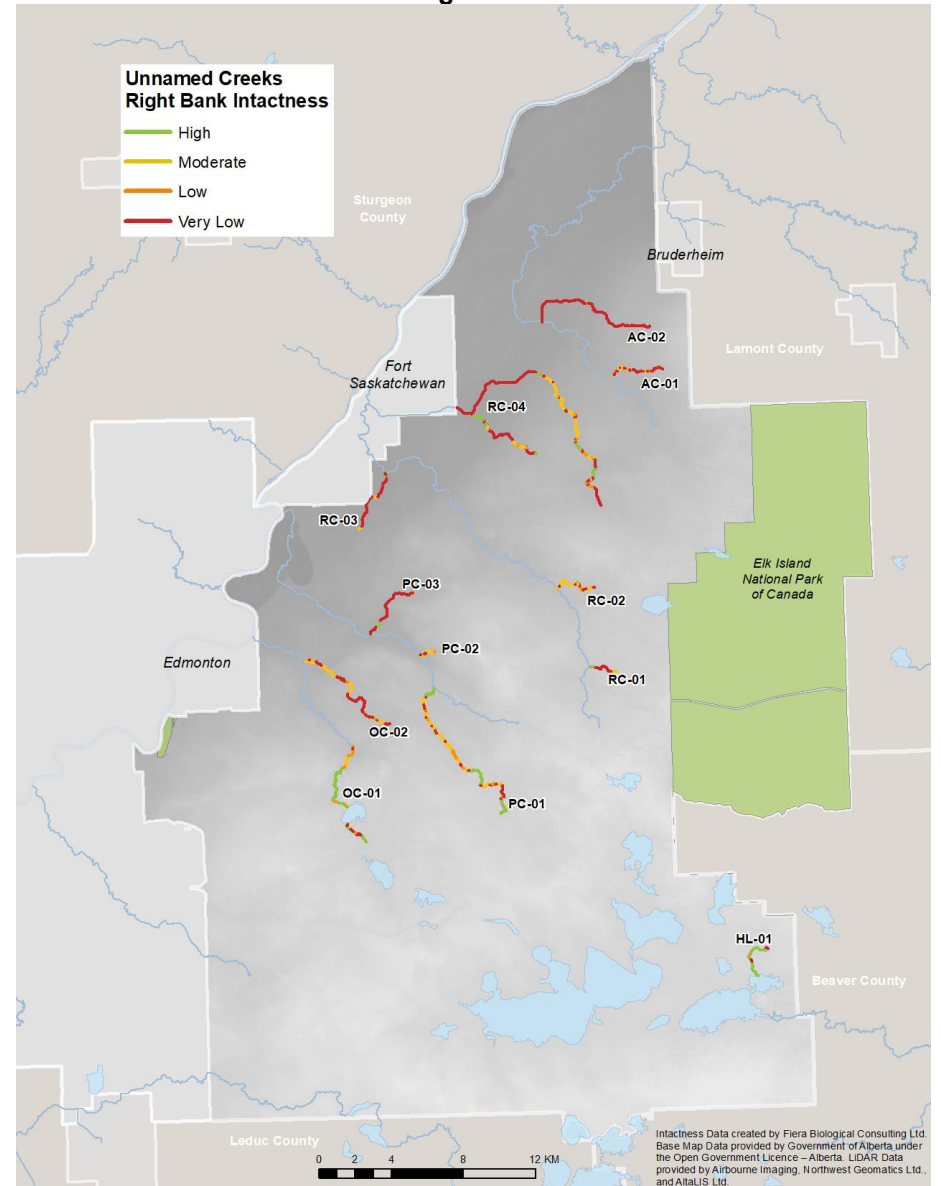 Unnamed Creeks
Right Bank Intactness
High
Moderate
Low
Very Low
Sturgeon
County
Bruderheim
AC-02
Lamont County
Fort
Saskatchewan
AC-01
RC-04
RC-03
Elk Island
National Park
of Canada
PC-03
RC-02
PC-02
Edmonton
RC-01
OC-02
OC-01
PC-01
HL-01
Beaver County
Leduc County
0 2 4 8 12 KM
Intactness Data created by Fiera Biological Consulting Ltd.
Base Map Data provided by Government of Alberta under
the Open Government Licence – Alberta. LiDAR Data
provided by Airbourne Imaging, Northwest Geomatics Ltd.,
and AltaLIS Ltd.